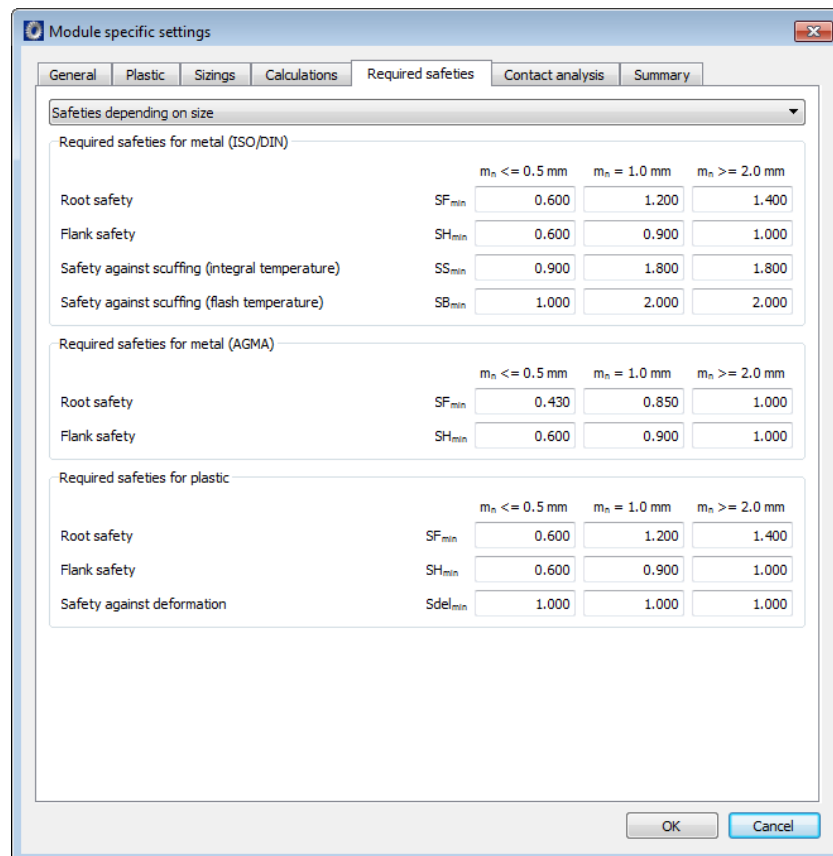 Module specific settings
General Plastic Sizings Calculations Required safeties Contact analysis Summary
Safeties depending on size
Required safeties for metal (ISO/DIN)
mn <= 0.5 mm mn = 1.0 mm mn >= 2.0 mm
Root safety SFmin 0.600 1.200 1.400
Flank safety SHmin 0.600 0.900 1.000
Safety against scuffing (integral temperature) SSmin 0.900 1.800 1.800
Safety against scuffing (flash temperature) SBmin 1.000 2.000 2.000
Required safeties for metal (AGMA)
mn <= 0.5 mm mn = 1.0 mm mn >= 2.0 mm
Root safety SFmin 0.430 0.850 1.000
Flank safety SHmin 0.600 0.900 1.000
Required safeties for plastic
mn <= 0.5 mm mn = 1.0 mm mn >= 2.0 mm
Root safety SFmin 0.600 1.200 1.400
Flank safety SHmin 0.600 0.900 1.000
Safety against deformation Sdelmin 1.000 1.000 1.000
OK Cancel